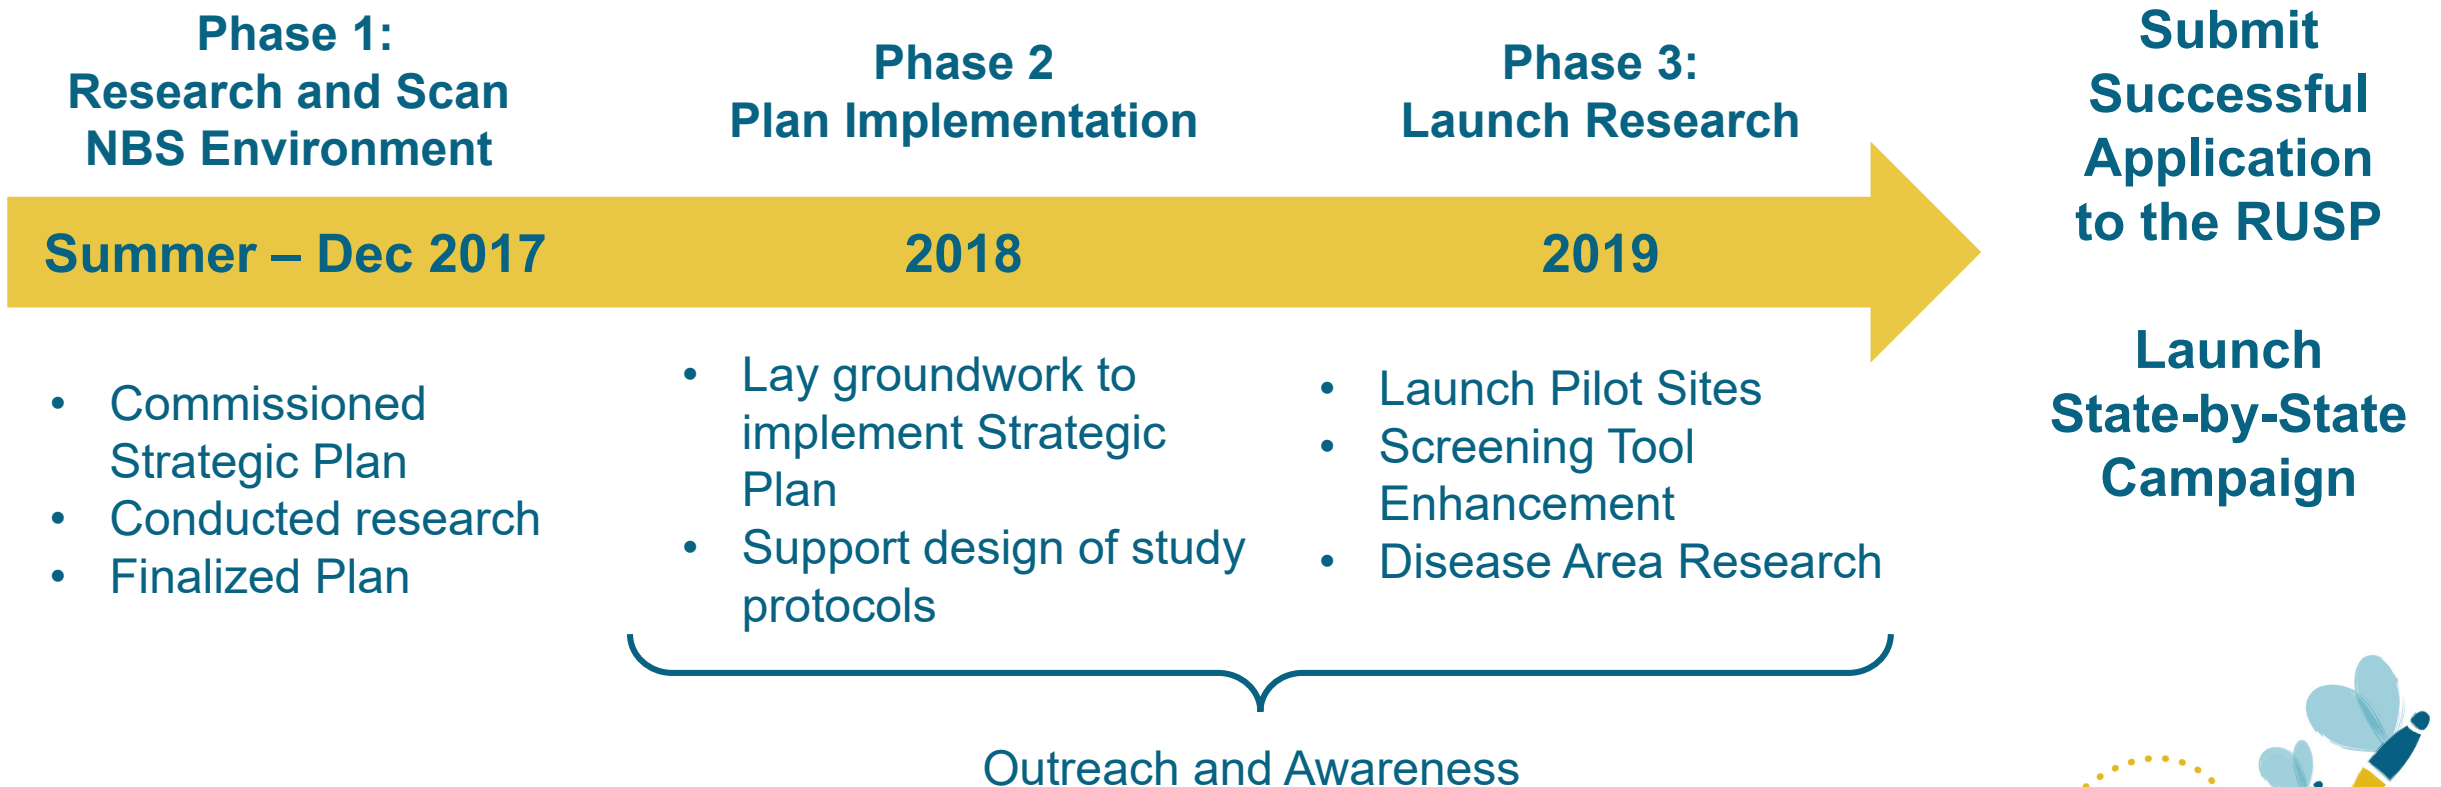 Phase 1:
Research and Scan
NBS Environment
Phase 2
Plan Implementation
Phase 3:
Launch Research
Submit
Successful
Application
to the RUSP
Summer – Dec 2017
2018
2019
Launch
State-by-State
Campaign
• Commissioned
Strategic Plan
• Conducted research
• Finalized Plan
• Lay groundwork to
implement Strategic
Plan
• Support design of study
protocols
• Launch Pilot Sites
• Screening Tool
Enhancement
• Disease Area Research
Outreach and Awareness